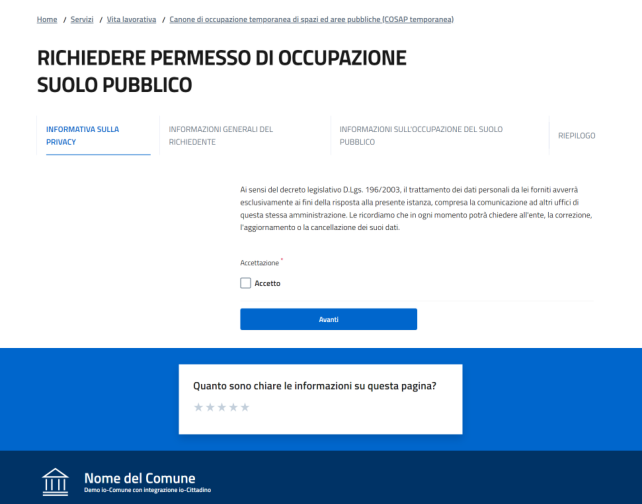 Home / Servizi / Vita lavorativa / Canone di occupazione temporanea di spazi ed aree pubbliche (COSAP temporanea)
RICHIEDERE PERMESSO DI OCCUPAZIONE
SUOLO PUBBLICO
INFORMATIVA SULLA
PRIVACY
INFORMAZIONI GENERALI DEL
RICHIEDENTE
INFORMAZIONI SULL'OCCUPAZIONE DEL SUOLO
PUBBLICO
RIEPILOGO
Ai sensi del decreto legislativo D.Lgs. 196/2003, il trattamento dei dati personali da lei forniti avverrà
esclusivamente ai fini della risposta alla presente istanza, compresa la comunicazione ad altri uffici di
questa stessa amministrazione. Le ricordiamo che in ogni momento potrà chiedere all'ente, la correzione,
l'aggiornamento o la cancellazione dei suoi dati.
Accettazione *
Accetto
Avanti
Quanto sono chiare le informazioni su questa pagina?
Nome del Comune
Demo io-Comune con integrazione io-Cittadino